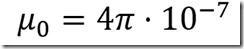 μ₀ = 4π · 10⁻⁷